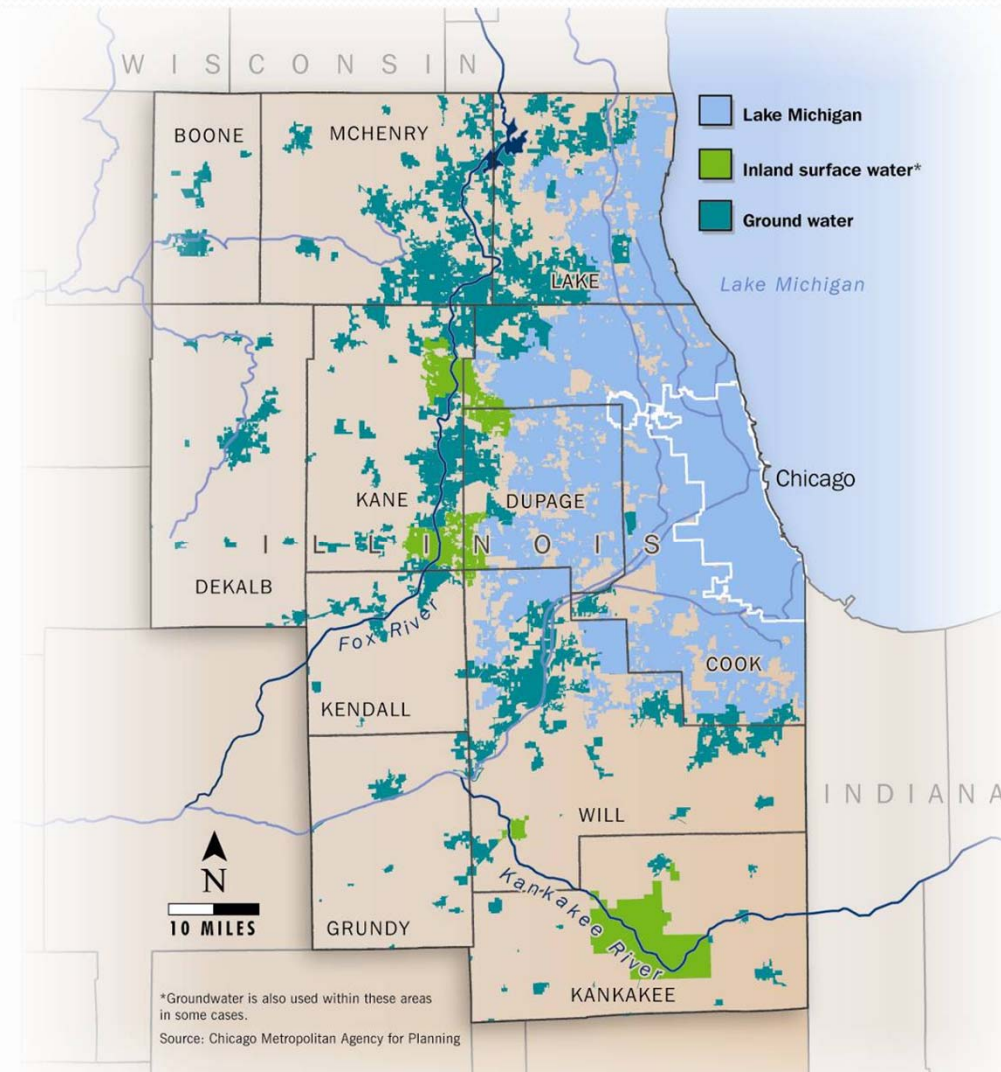 WISCONSIN
BOONE
MCHENRY
Lake Michigan
Inland surface water*
Ground water
LAKE
Lake Michigan
Chicago
KANE
DUPAGE
ILLINOIS
DEKALB
Fox River
COOK
KENDALL
INDIANA
WILL
N
10 MILES
Kankakee River
GRUNDY
KANKAKEE
*Groundwater is also used within these areas
in some cases.
Source: Chicago Metropolitan Agency for Planning